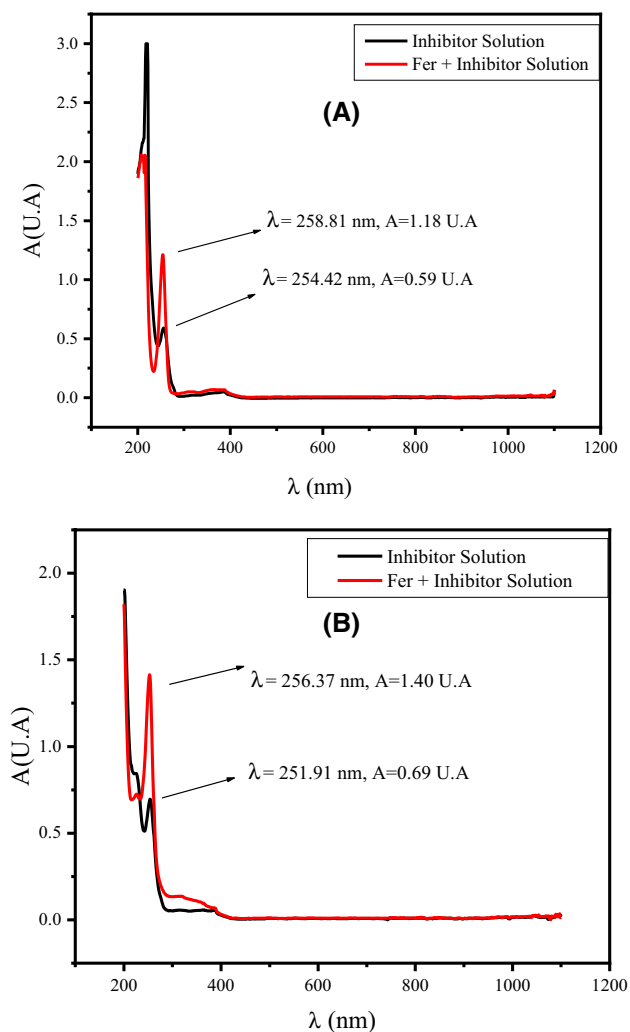 Inhibitor Solution
Fer + Inhibitor Solution
(A)
3.0
2.5
2.0
1.5
1.0
0.5
0.0
A(U.A)
λ= 258.81 nm, A=1.18 U.A
λ= 254.42 nm, A=0.59 U.A
200
400
600
800
1000
1200
λ (nm)
Inhibitor Solution
Fer + Inhibitor Solution
(B)
2.0
1.5
1.0
0.5
0.0
A(U.A)
λ= 256.37 nm, A=1.40 U.A
λ= 251.91 nm, A=0.69 U.A
200
400
600
800
1000
1200
λ (nm)